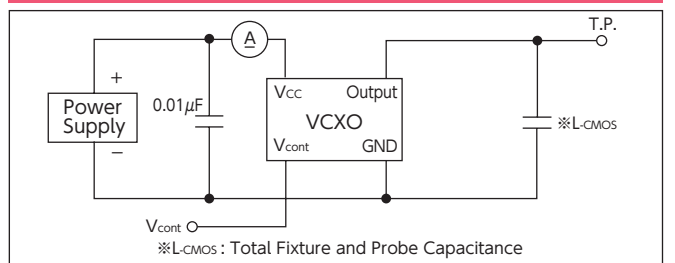 T.P.
A
+
Power
Supply
−
0.01μF
Vcc Output
VCXO
Vcont GND
※L-CMOS
Vcont
※L-CMOS : Total Fixture and Probe Capacitance